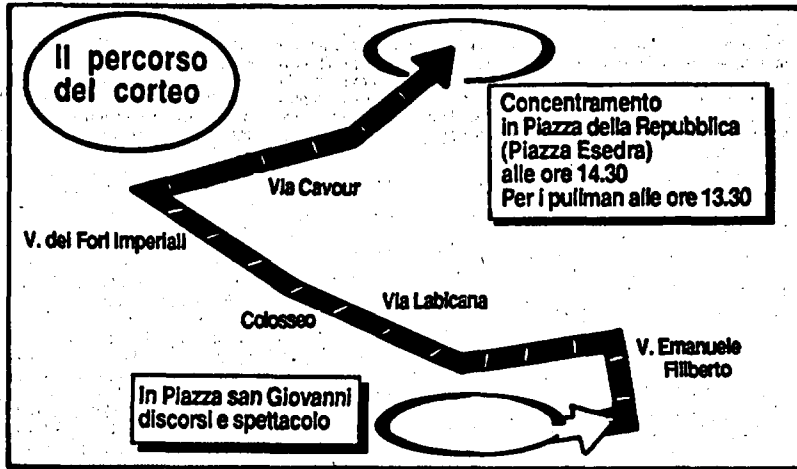 Il percorso
del corteo
Concentramento
in Piazza della Repubblica
(Piazza Esedra)
alle ore 14.30
Per i pullman alle ore 13.30
Via Cavour
V. dei Fori Imperiali
Colosseo
Via Labicana
V. Emanuele
Filiberto
in Piazza san Giovanni
discorsi e spettacolo